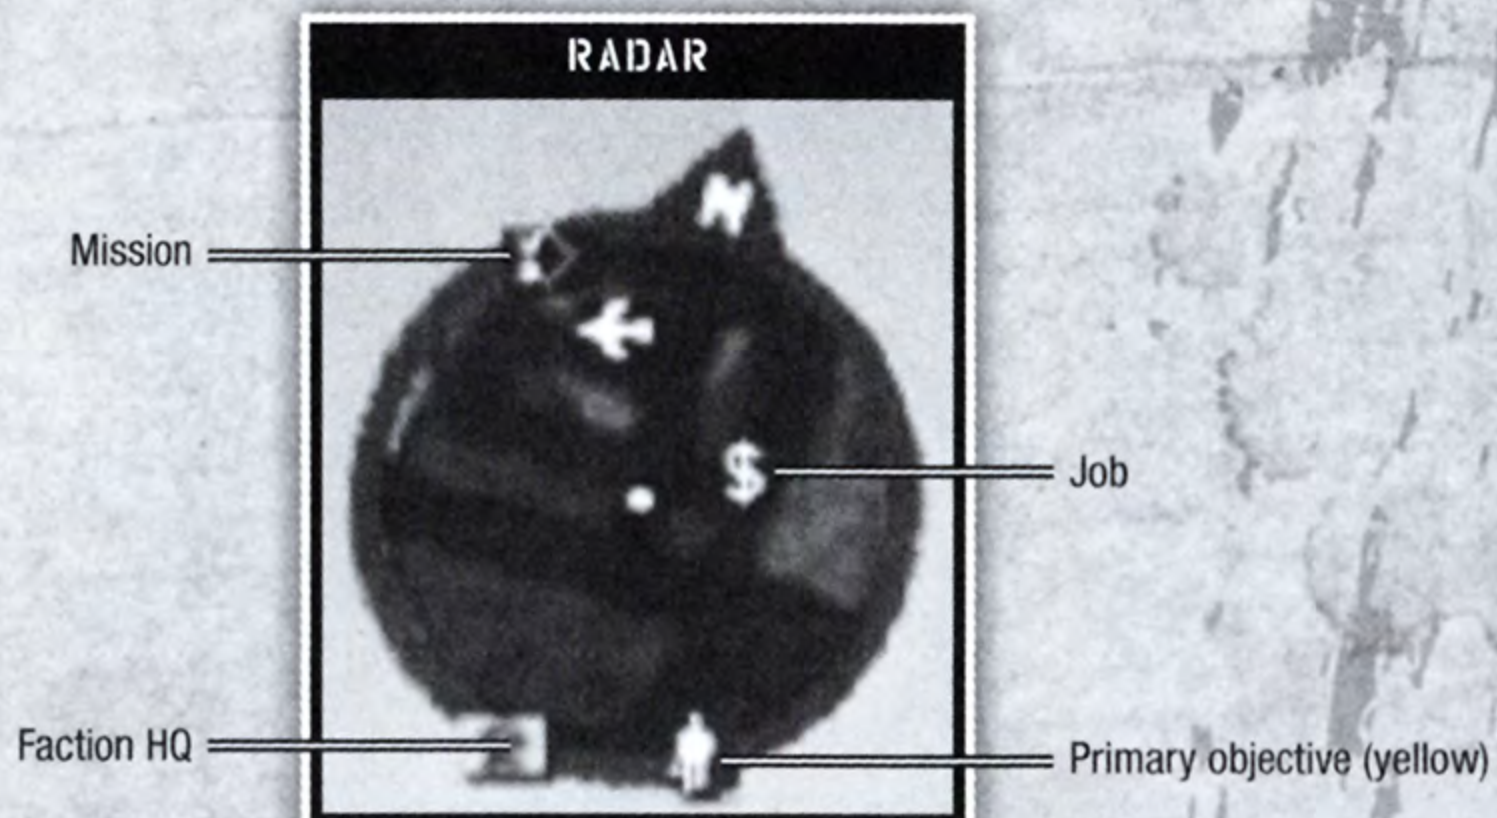 RADAR
N
Mission
$
Job
Faction HQ
Primary objective (yellow)